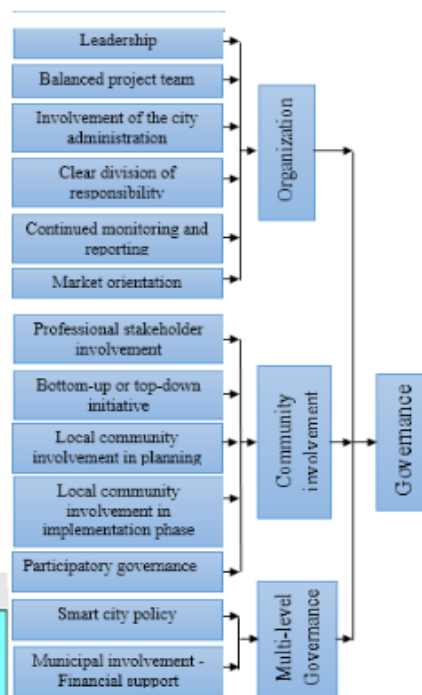 Leadership
Balanced project team
Involvement of the city
administration
Clear division of
responsibility
Continued monitoring and
reporting
Market orientation
Organization
Professional stakeholder
involvement
Bottom-up or top-down
initiative
Local community
involvement in planning
Local community
involvement in
implementation phase
Participatory governance
Community
involvement
Governance
Smart city policy
Municipal involvement -
Financial support
Multi-level
Governance